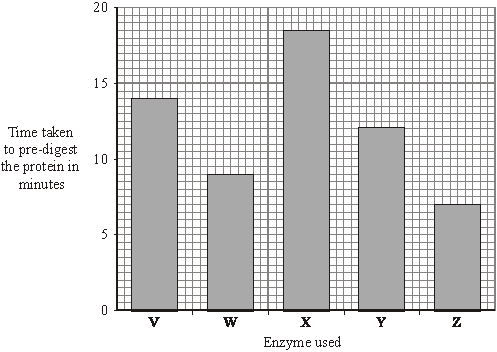 20
15
10
5
0
Time taken
to pre-digest
the protein in
minutes
V W X Y Z
Enzyme used